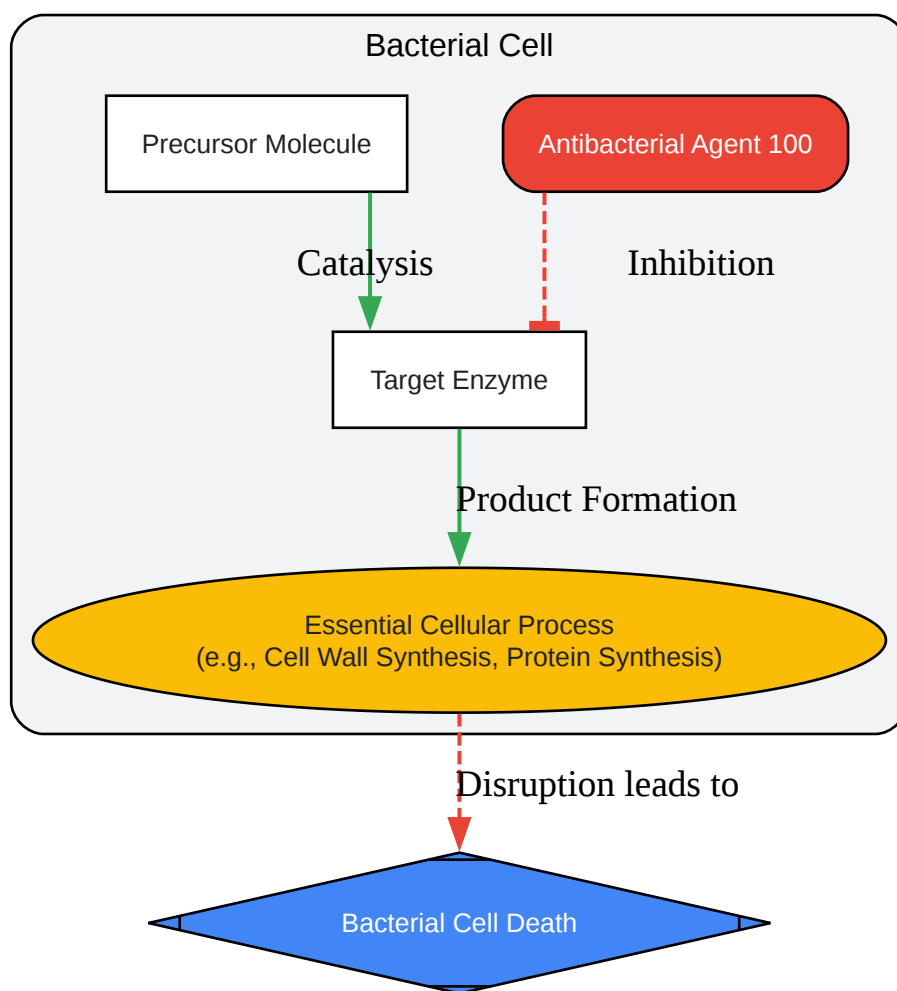 Bacterial Cell
Precursor Molecule
Antibacterial Agent 100
Catalysis
Inhibition
Target Enzyme
Product Formation
Essential Cellular Process
(e.g., Cell Wall Synthesis, Protein Synthesis)
Disruption leads to
Bacterial Cell Death